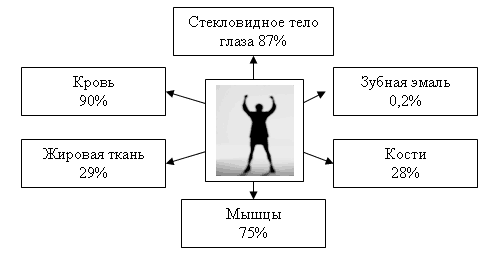 Стекловидное тело
глаза 87%
Кровь
90%
Зубная эмаль
0,2%
Жировая ткань
29%
Кости
28%
Мышцы
75%